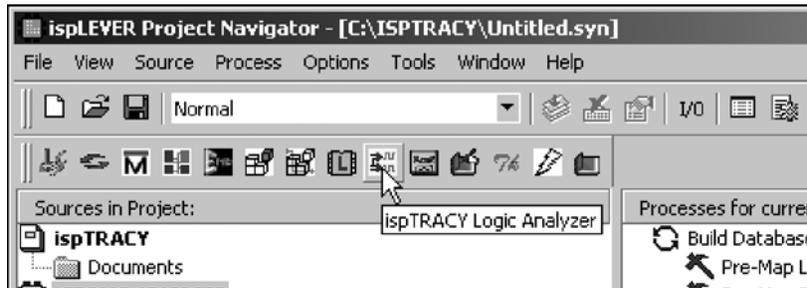 ispLEVER Project Navigator - [C:\ISPTRACY\Untitled.syn]
File View Source Process Options Tools Window Help
Normal I/O
Sources in Project:
ispTRACY Logic Analyzer
Processes for curre
ispTRACY
Build Database
Documents
Pre-Map L